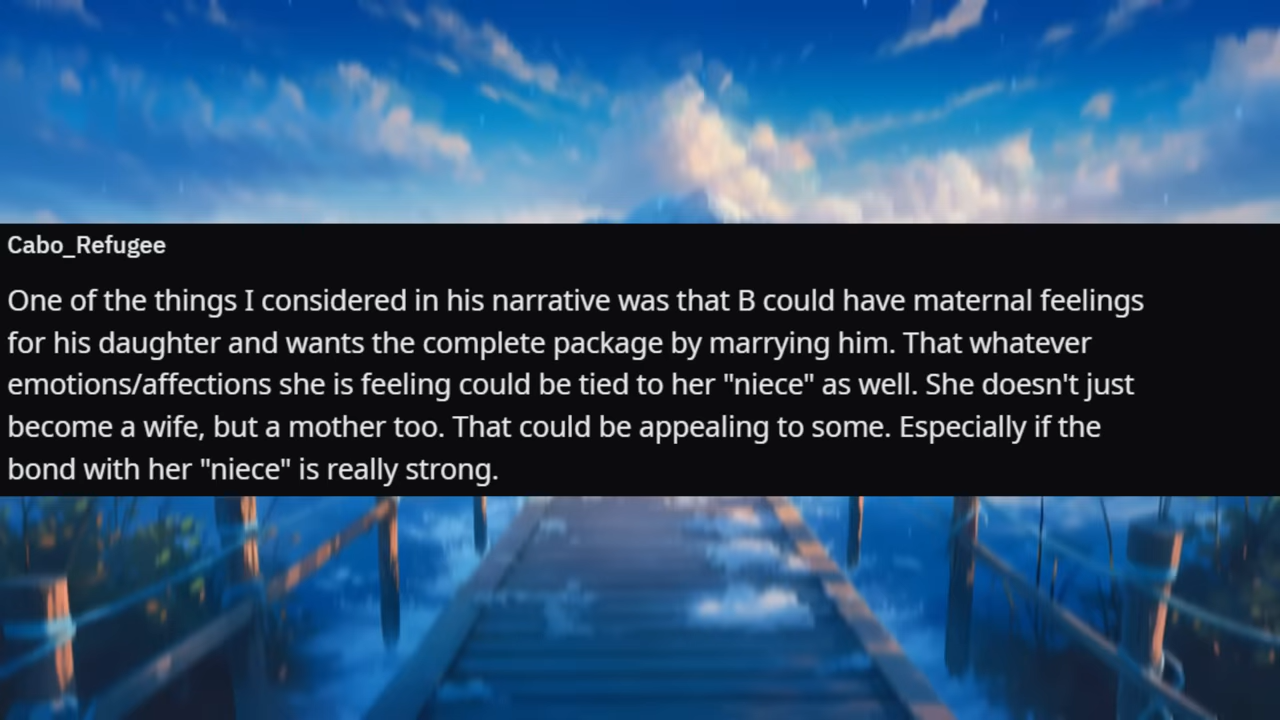 Cabo_Refugee
One of the things I considered in his narrative was that B could have maternal feelings
for his daughter and wants the complete package by marrying him. That whatever
emotions/affections she is feeling could be tied to her "niece" as well. She doesn't just
become a wife, but a mother too. That could be appealing to some. Especially if the
bond with her "niece" is really strong.